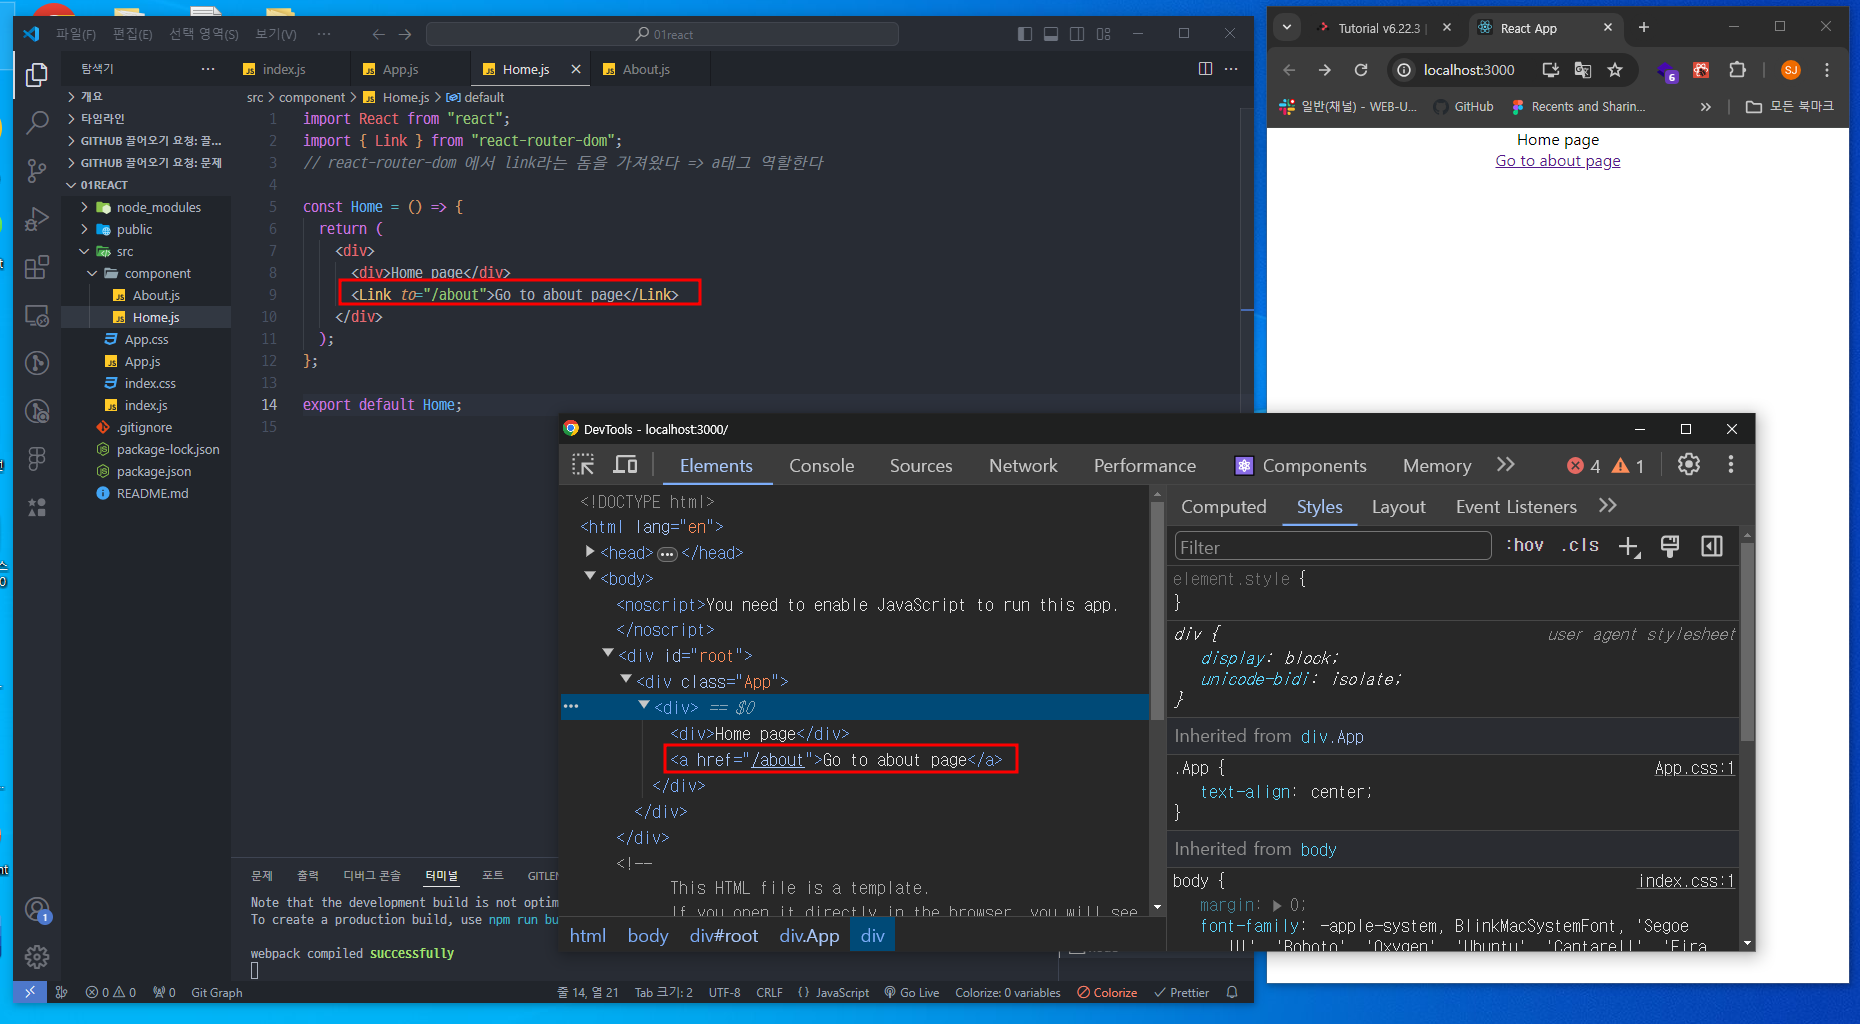 파일(F) 편집(E) 선택 영역(S) 보기(V) ··· 01react
탐색기 ···
개요
타임라인
GITHUB 끌어오기 요청: 끌...
GITHUB 끌어오기 요청: 문제
01REACT
node_modules
public
src
component
About.js
Home.js
App.css
App.js
index.css
index.js
.gitignore
package-lock.json
package.json
README.md
index.js App.js Home.js About.js
src > component > Home.js > default
1 import React from "react";
2 import { Link } from "react-router-dom";
3 // react-router-dom 에서 link라는 돔을 가져왔다 => a태그 역할한다
4
5 const Home = () => {
6 return (
7 <div>
8 <div>Home page</div>
9 <Link to="/about">Go to about page</Link>
10 </div>
11 );
12 };
13
14 export default Home;
15
문제 출력 디버그 콘솔 터미널 포트 GITLEN
Note that the development build is not optim
To create a production build, use npm run bu
webpack compiled successfully
1
0 0 0 Git Graph 줄 14, 열 21 Tab 크기: 2 UTF-8 CRLF {} JavaScript Go Live Colorize: 0 variables Colorize Prettier
Tutorial v6.22.3 | React App
localhost:3000 6 SJ
일반(채널) - WEB-U... GitHub Recents and Sharin... » 모든 북마크
Home page
Go to about page
DevTools - localhost:3000/
Elements Console Sources Network Performance Components Memory 4 1
<!DOCTYPE html>
<html lang="en">
<head>···</head>
<body>
<noscript>You need to enable JavaScript to run this app.
</noscript>
<div id="root">
<div class="App">
··· <div> == $0
<div>Home page</div>
<a href="/about">Go to about page</a>
</div>
</div>
</div>
<!--
This HTML file is a template.
If you open it directly in the browser, you will see
html body div#root div.App div
Computed Styles Layout Event Listeners
Filter :hov .cls
element.style {
}
div { user agent stylesheet
display: block;
unicode-bidi: isolate;
}
Inherited from div.App
.App { App.css:1
text-align: center;
}
Inherited from body
body { index.css:1
margin: 0;
font-family: -apple-system, BlinkMacSystemFont, 'Segoe
UI', 'Roboto', 'Oxygen', 'Ubuntu', 'Cantarell', 'Fira